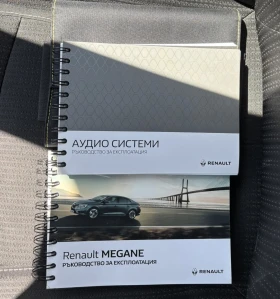 АУДИО СИСТЕМИ
РЪКОВОДСТВО ЗА ЕКСПЛОАТАЦИЯ
RENAULT
Renault MEGANE
РЪКОВОДСТВО ЗА ЕКСПЛОАТАЦИЯ
RENAULT